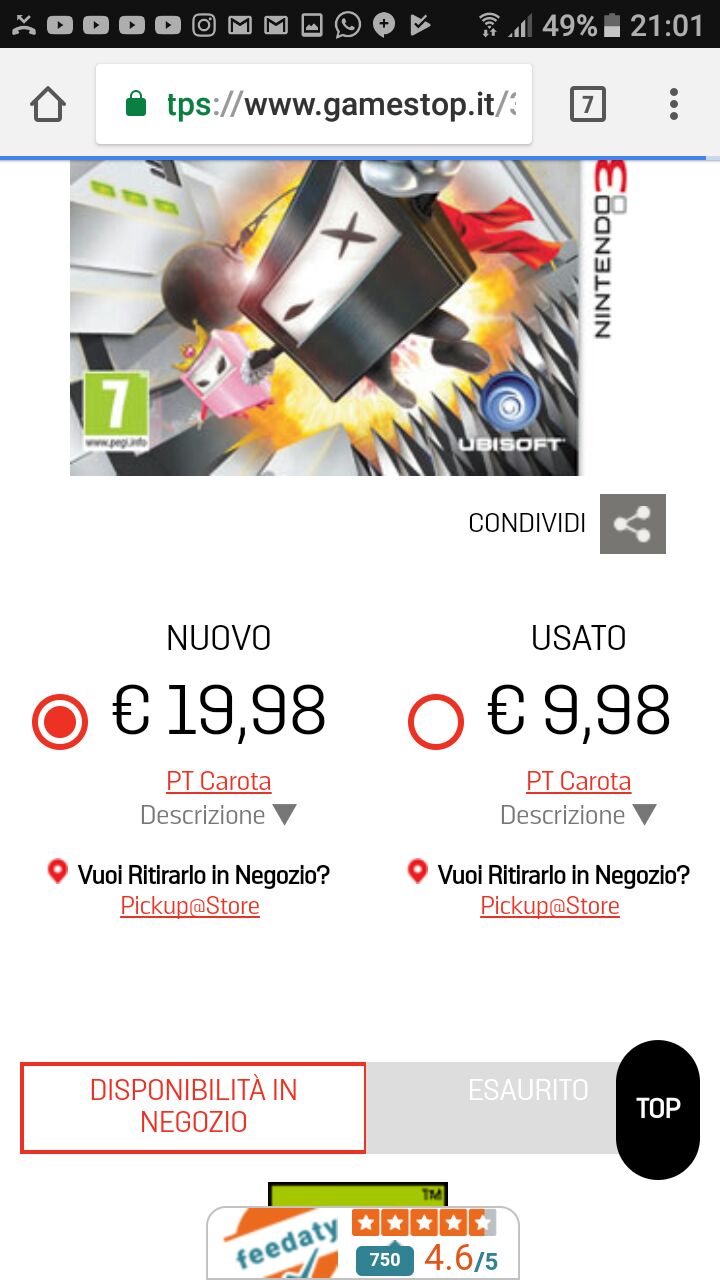 49% 21:01
tps://www.gamestop.it/3
7
NINTENDO 3
7
www.pegi.info
UBISOFT
CONDIVIDI
NUOVO
USATO
€ 19,98
€ 9,98
PT Carota
PT Carota
Descrizione ▼
Descrizione ▼
Vuoi Ritirarlo in Negozio?
Vuoi Ritirarlo in Negozio?
Pickup@Store
Pickup@Store
DISPONIBILITÀ IN
NEGOZIO
ESAURITO
TOP
TM
feedaty
750
4.6/5